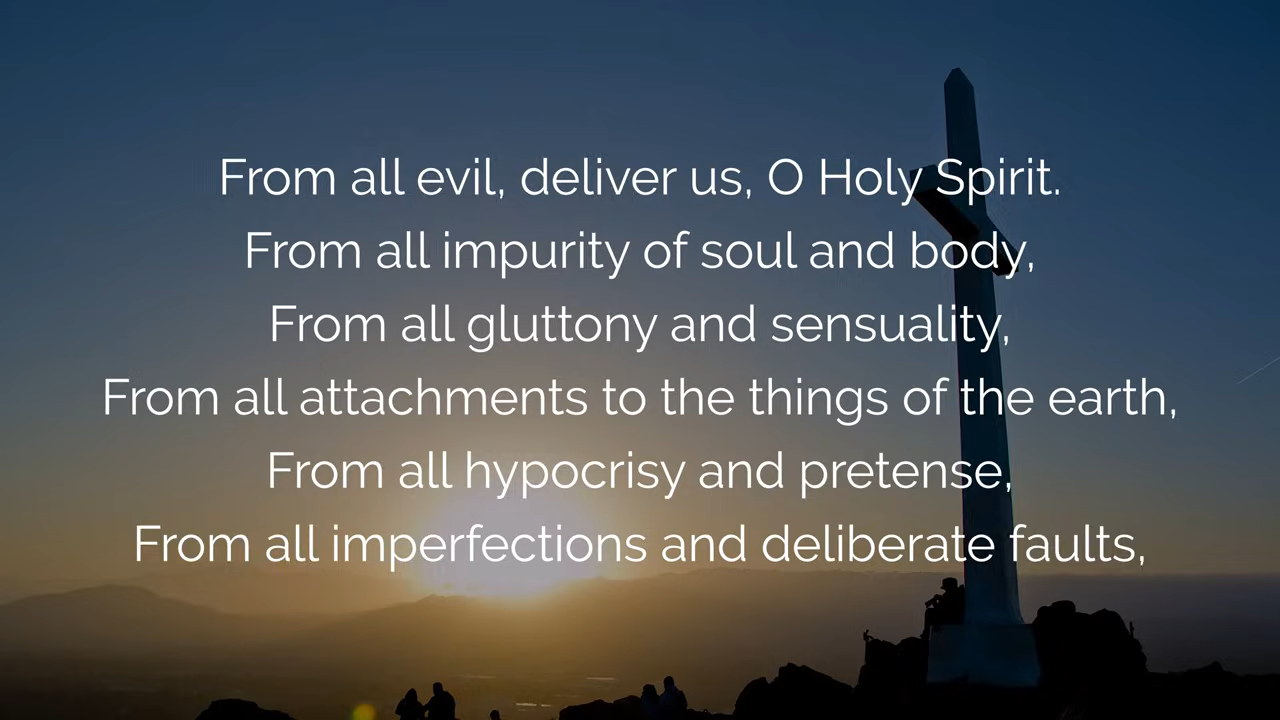 From all evil, deliver us, O Holy Spirit.
From all impurity of soul and body,
From all gluttony and sensuality,
From all attachments to the things of the earth,
From all hypocrisy and pretense,
From all imperfections and deliberate faults,